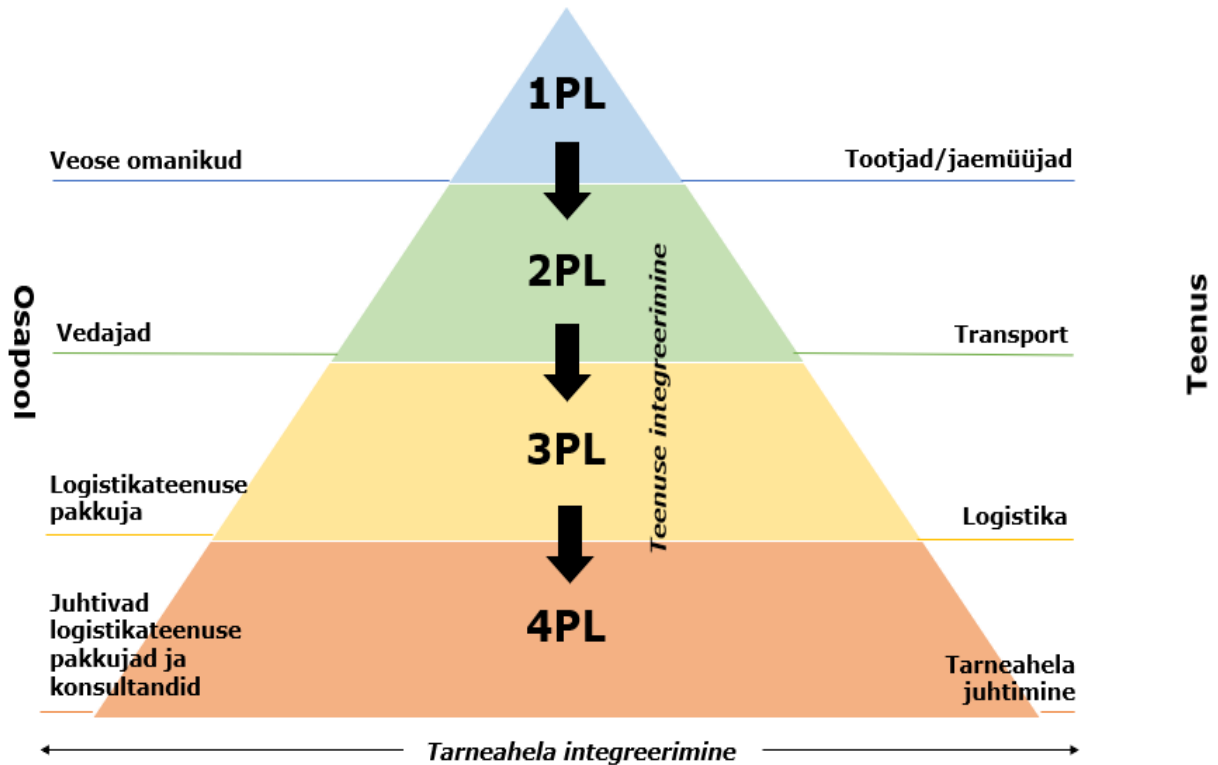 1PL
Veose omanikud
Tootjad/jaemüüjad
2PL
Teenuse integreerimine
Osapool
Teenus
Vedajad
Transport
3PL
Logistikateenuse
pakkuja
Logistika
4PL
Juhtivad
logistikateenuse
pakkujad ja
konsultandid
Tarneahela
juhtimine
Tarneahela integreerimine